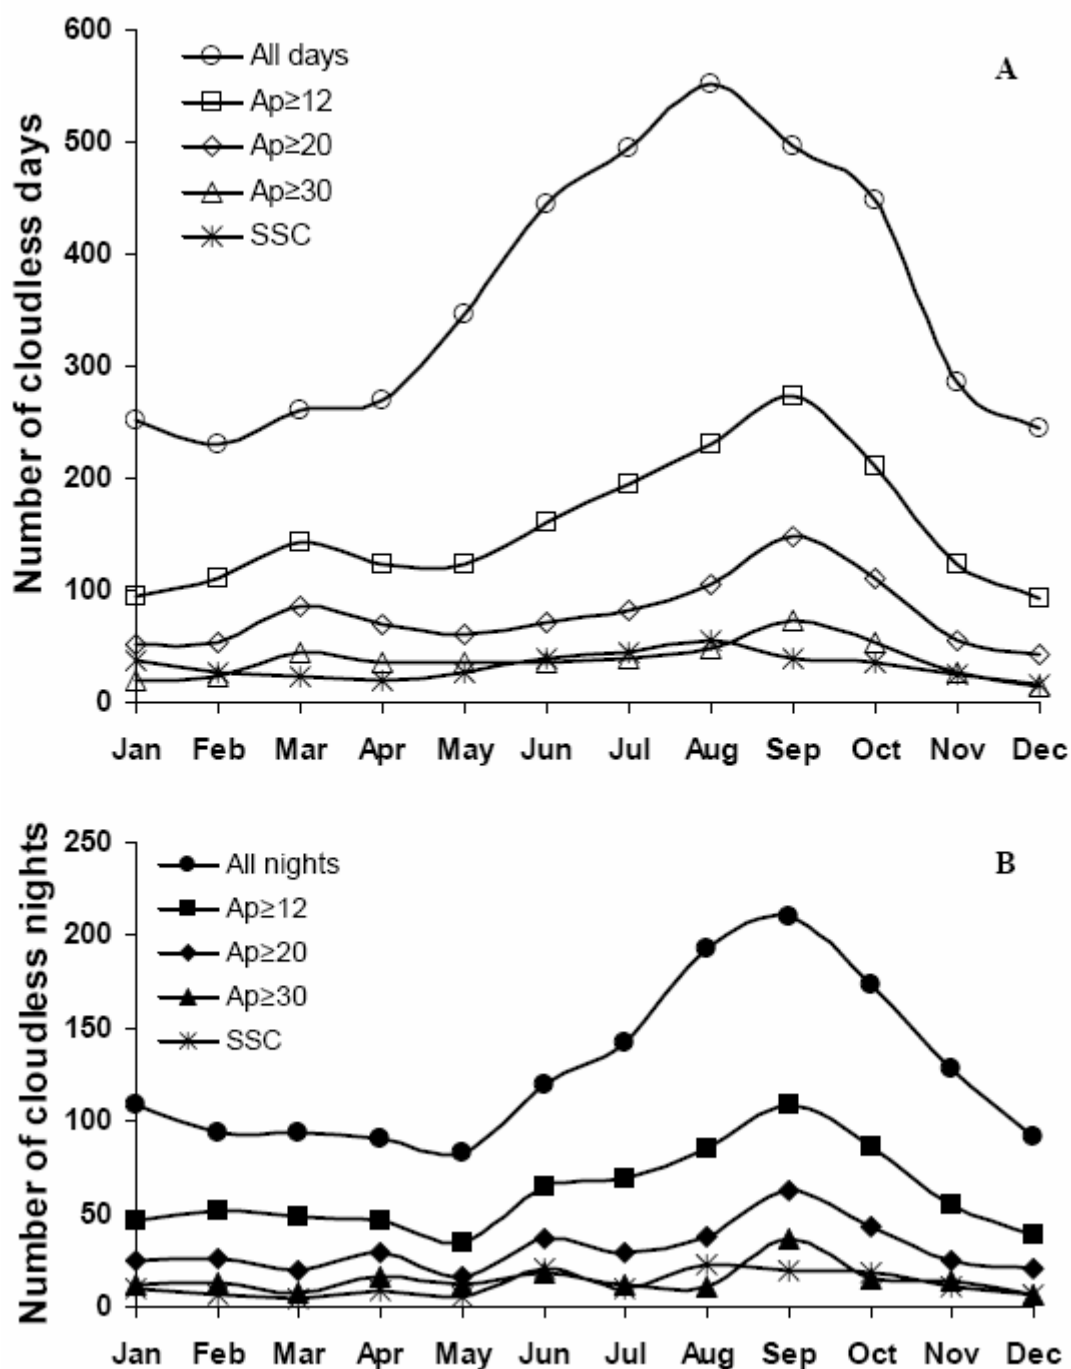 600
All days
A
Ap≥12
500
Ap≥20
Ap≥30
SSC
400
300
200
100
0
Number of cloudless days
Jan Feb Mar Apr May Jun Jul Aug Sep Oct Nov Dec
250
All nights
B
Ap≥12
200
Ap≥20
Ap≥30
150
SSC
100
50
0
Number of cloudless nights
Jan Feb Mar Apr May Jun Jul Aug Sep Oct Nov Dec